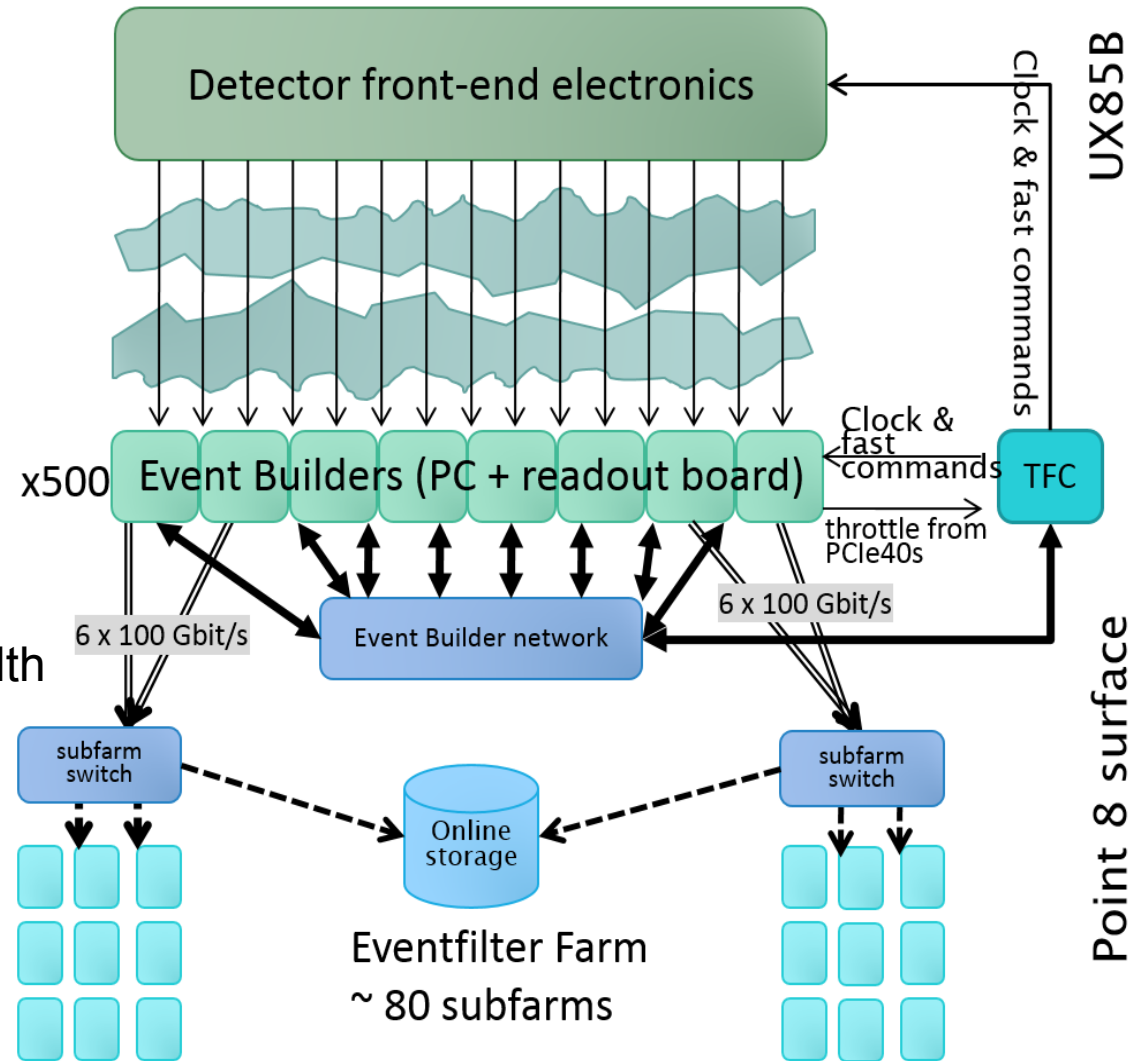 Detector front-end electronics
Clock & fast commands
UX85B
x500
Event Builders (PC + readout board)
Clock &
fast
commands
TFC
throttle from
PCIe40s
6 x 100 Gbit/s
6 x 100 Gbit/s
Event Builder network
lth
subfarm
switch
subfarm
switch
Online
storage
Point 8 surface
Eventfilter Farm
~ 80 subfarms